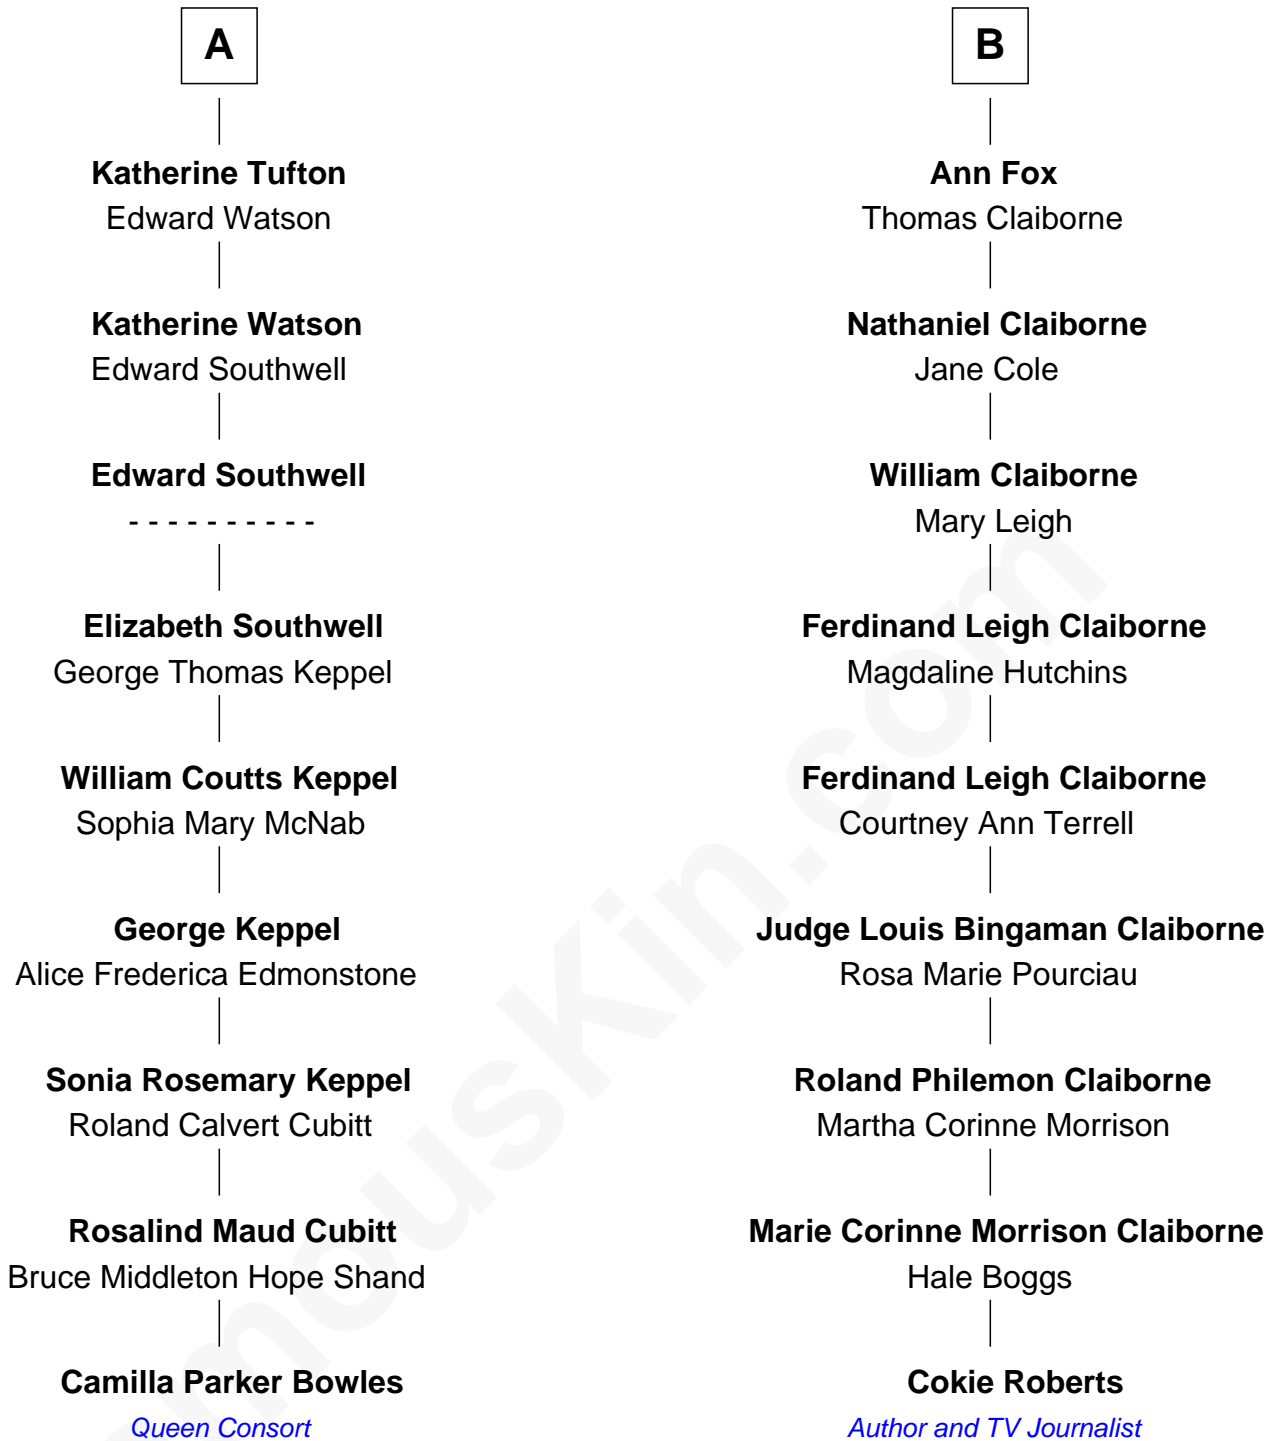 A
Katherine Tufton
Edward Watson
Katherine Watson
Edward Southwell
Edward Southwell
- - - - - - - - - -
Elizabeth Southwell
George Thomas Keppel
William Coutts Keppel
Sophia Mary McNab
George Keppel
Alice Frederica Edmonstone
Sonia Rosemary Keppel
Roland Calvert Cubitt
Rosalind Maud Cubitt
Bruce Middleton Hope Shand
Camilla Parker Bowles
Queen Consort
B
Ann Fox
Thomas Claiborne
Nathaniel Claiborne
Jane Cole
William Claiborne
Mary Leigh
Ferdinand Leigh Claiborne
Magdaline Hutchins
Ferdinand Leigh Claiborne
Courtney Ann Terrell
Judge Louis Bingaman Claiborne
Rosa Marie Pourciau
Roland Philemon Claiborne
Martha Corinne Morrison
Marie Corinne Morrison Claiborne
Hale Boggs
Cokie Roberts
Author and TV Journalist
mousKin.com